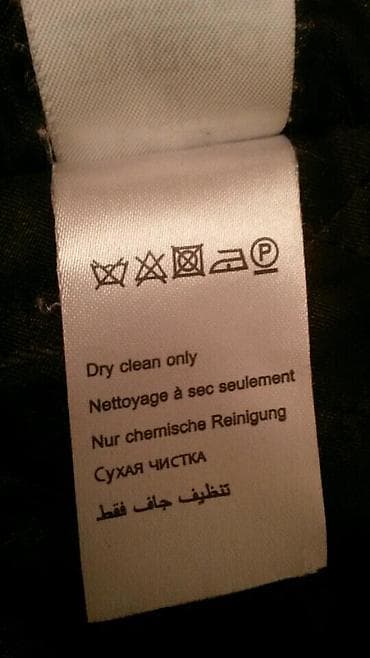 P
Dry clean only
Nettoyage à sec seulement
Nur chemische Reinigung
Сухая чистка
تنظيف جاف فقط